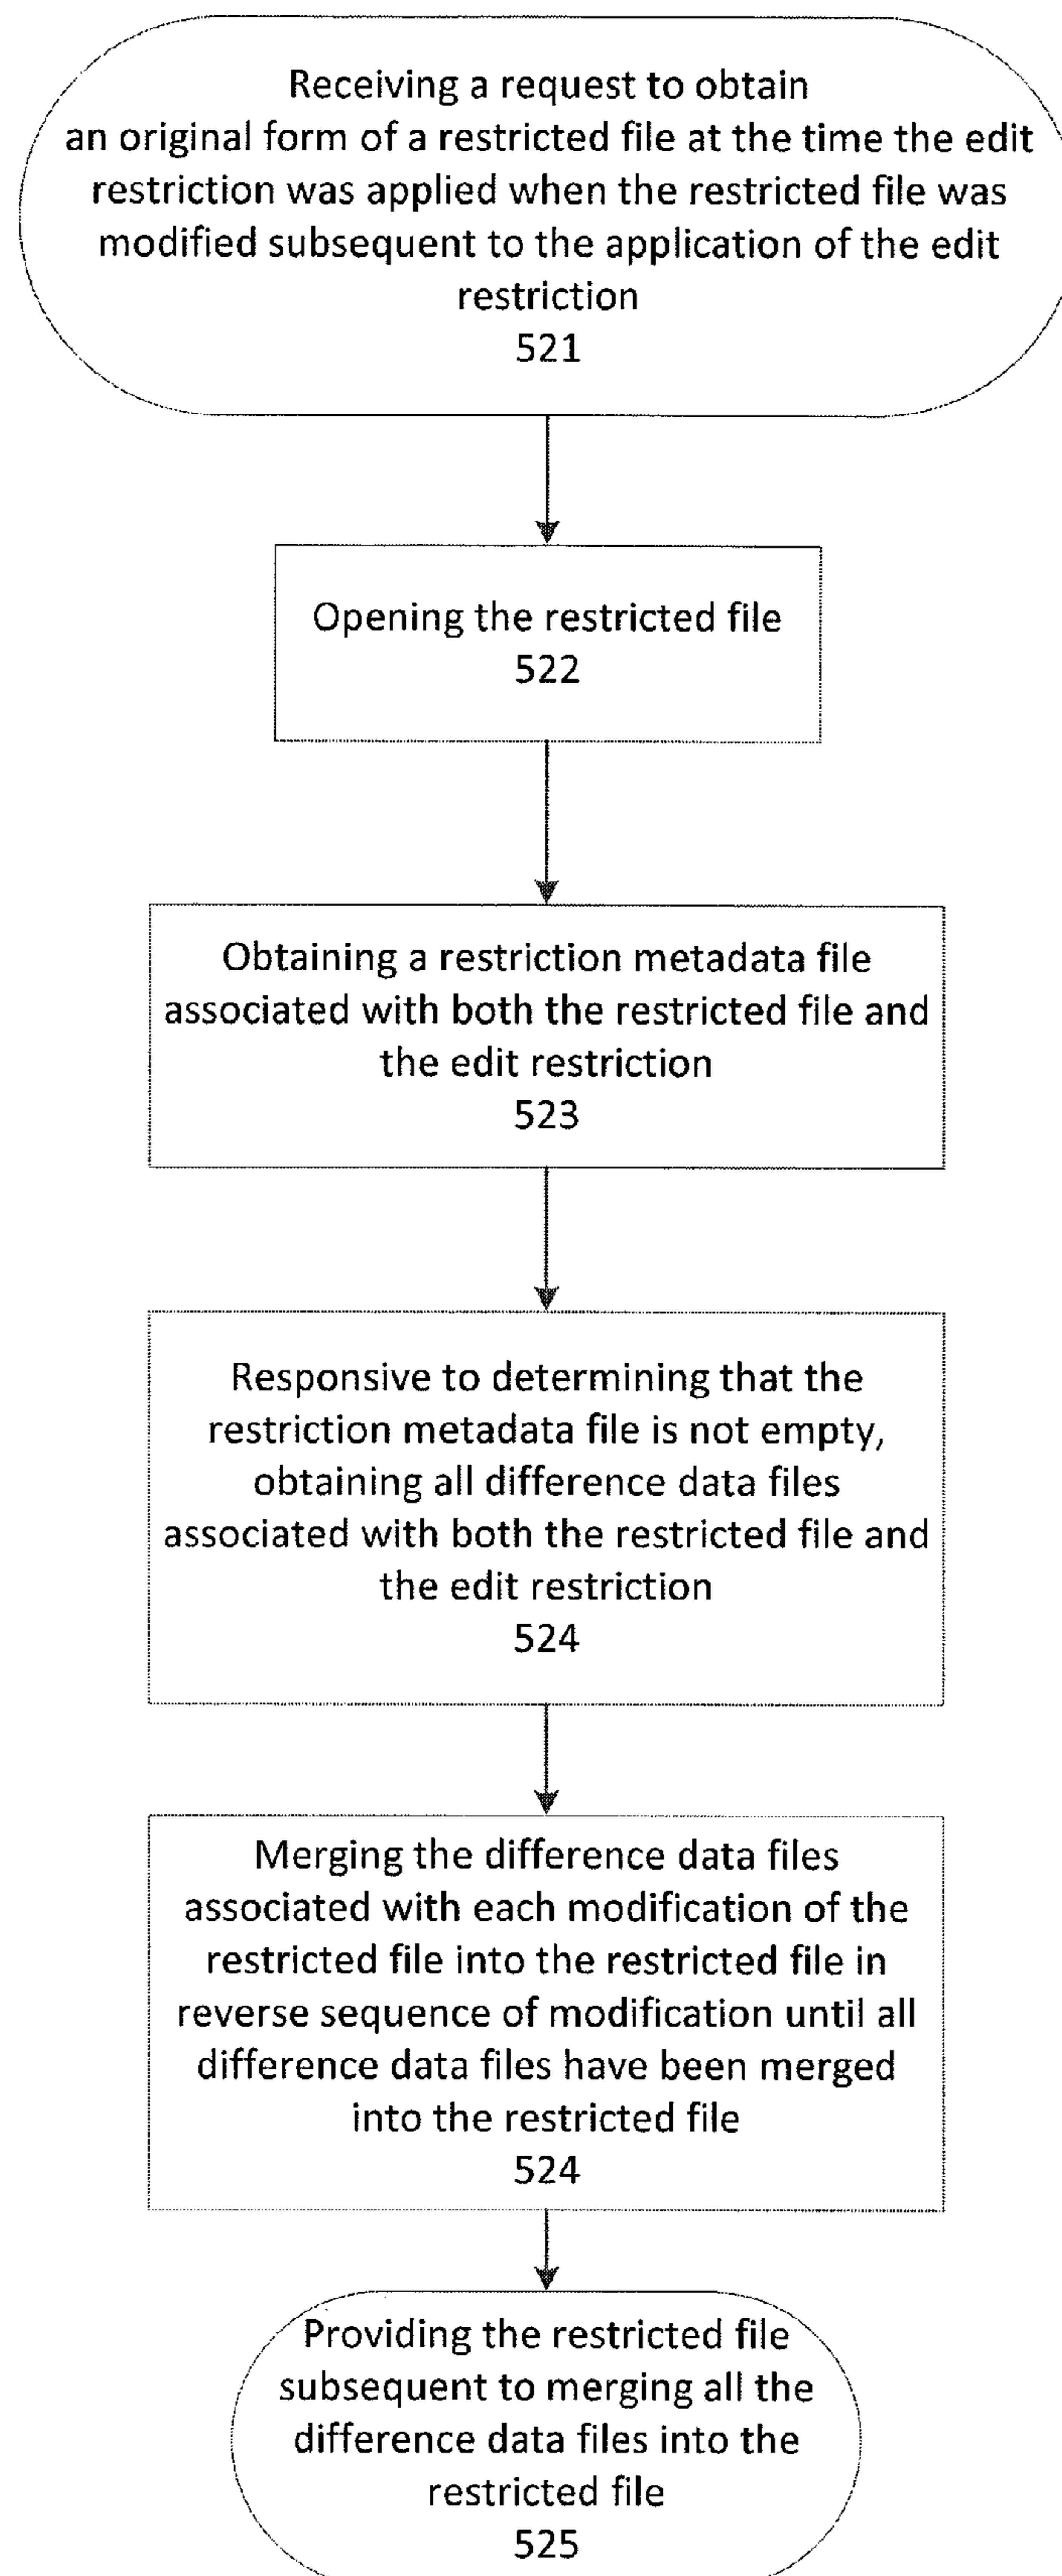 Receiving a request to obtain
an original form of a restricted file at the time the edit
restriction was applied when the restricted file was
modified subsequent to the application of the edit
restriction
521
Opening the restricted file
522
Obtaining a restriction metadata file
associated with both the restricted file and
the edit restriction
523
Responsive to determining that the
restriction metadata file is not empty,
obtaining all difference data files
associated with both the restricted file and
the edit restriction
524
Merging the difference data files
associated with each modification of the
restricted file into the restricted file in
reverse sequence of modification until all
difference data files have been merged
into the restricted file
524
Providing the restricted file
subsequent to merging all the
difference data files into the
restricted file
525